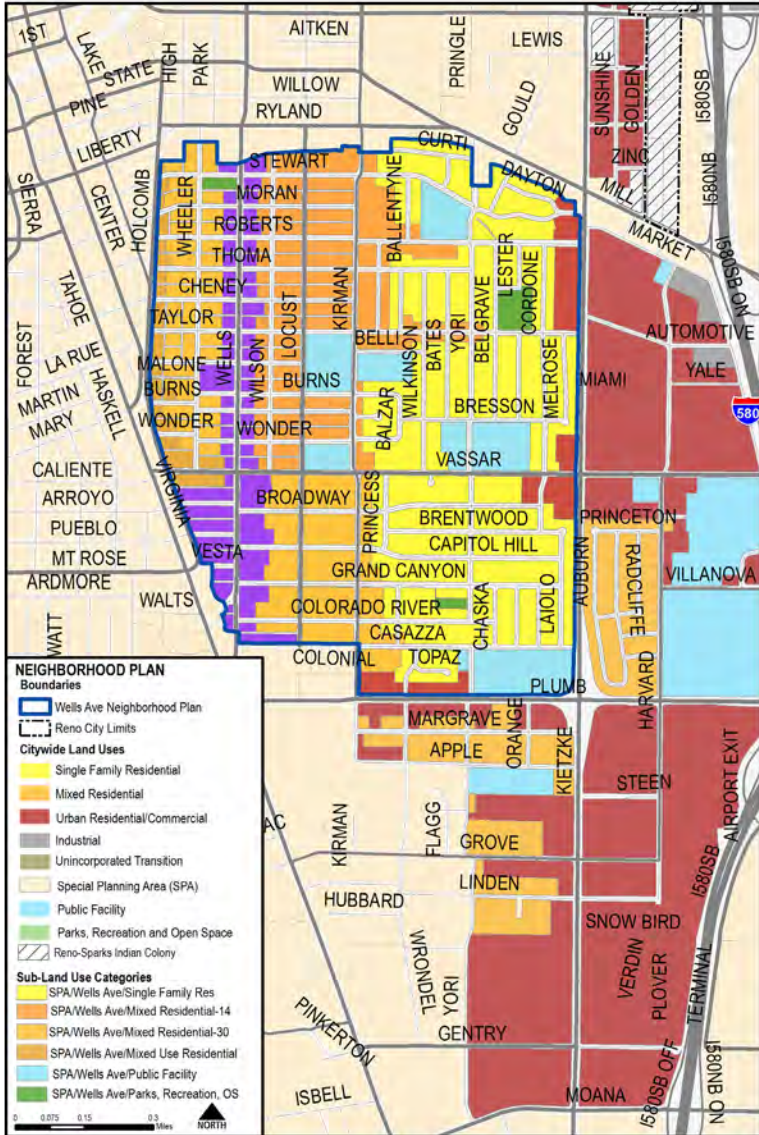 1ST
LAKE
STATE
PINE
LIBERTY
SIERRA
CENTER
HOLCOMB
HIGH
PARK
AITKEN
WILLOW
RYLAND
PRINGLE
LEWIS
GOULD
SUNSHINE
GOLDEN
ZINC
MILL
MARKET
I580SB
I580NB
I580SB ON
CURTI
DAYTON
STEWART
MORAN
ROBERTS
THOMA
CHENEY
TAYLOR
MALONE
BURNS
WONDER
WHEELER
WELLS
WILSON
LOCUST
KIRMAN
BURNS
WONDER
BALLENTYNE
BELLI
BALZAR
WILKINSON
BATES
YORI
BELGRAVE
LESTER
CORDONE
MELROSE
BRESSON
VASSAR
MIAMI
AUTOMOTIVE
YALE
580
TAHOE
FOREST
LA RUE
MARTIN
MARY
HASKELL
CALIENTE
ARROYO
PUEBLO
MT ROSE
ARDMORE
WATT
WALTS
VIRGINIA
VESTA
BROADWAY
PRINCESS
BRENTWOOD
CAPITOL HILL
GRAND CANYON
COLORADO RIVER
CASAZZA
COLONIAL
TOPAZ
CHASKA
LAIOLO
AUBURN
PRINCETON
RADCLIFFE
VILLANOVA
HARVARD
PLUMB
MARGRAVE
APPLE
ORANGE
KIETZKE
STEEN
AIRPORT EXIT
I580SB
KIRMAN
FLAGG
GROVE
LINDEN
HUBBARD
WRONDEL
YORI
SNOW BIRD
VERDIN
PLOVER
TERMINAL
PINKERTON
GENTRY
ISBELL
MOANA
I580SB OFF
I580NB ON
AC
NEIGHBORHOOD PLAN
Boundaries
Wells Ave Neighborhood Plan
Reno City Limits
Citywide Land Uses
Single Family Residential
Mixed Residential
Urban Residential/Commercial
Industrial
Unincorporated Transition
Special Planning Area (SPA)
Public Facility
Parks, Recreation and Open Space
Reno-Sparks Indian Colony
Sub-Land Use Categories
SPA/Wells Ave/Single Family Res
SPA/Wells Ave/Mixed Residential-14
SPA/Wells Ave/Mixed Residential-30
SPA/Wells Ave/Mixed Use Residential
SPA/Wells Ave/Public Facility
SPA/Wells Ave/Parks, Recreation, OS
0 0.075 0.15 0.3
Miles
NORTH